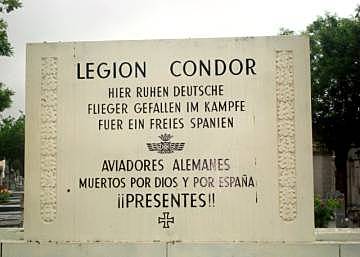 LEGION CONDOR
HIER RUHEN DEUTSCHE
FLIEGER GEFALLEN IM KAMPFE
FUER EIN FREIES SPANIEN
AVIADORES ALEMANES
MUERTOS POR DIOS Y POR ESPAÑA
¡¡PRESENTES!!